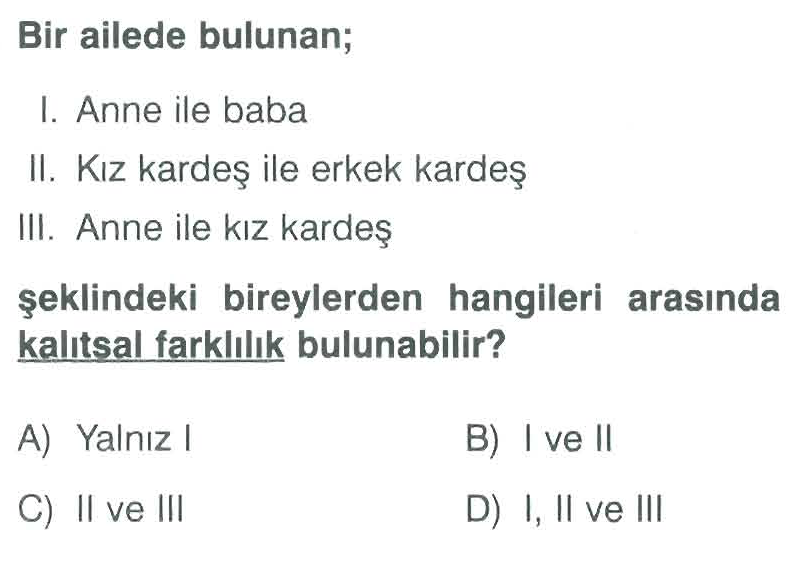 Bir ailede bulunan;
I. Anne ile baba
II. Kız kardeş ile erkek kardeş
III. Anne ile kız kardeş
şeklindeki bireylerden hangileri arasında
kalıtsal farklılık bulunabilir?
A) Yalnız I
B) I ve II
C) II ve III
D) I, II ve III